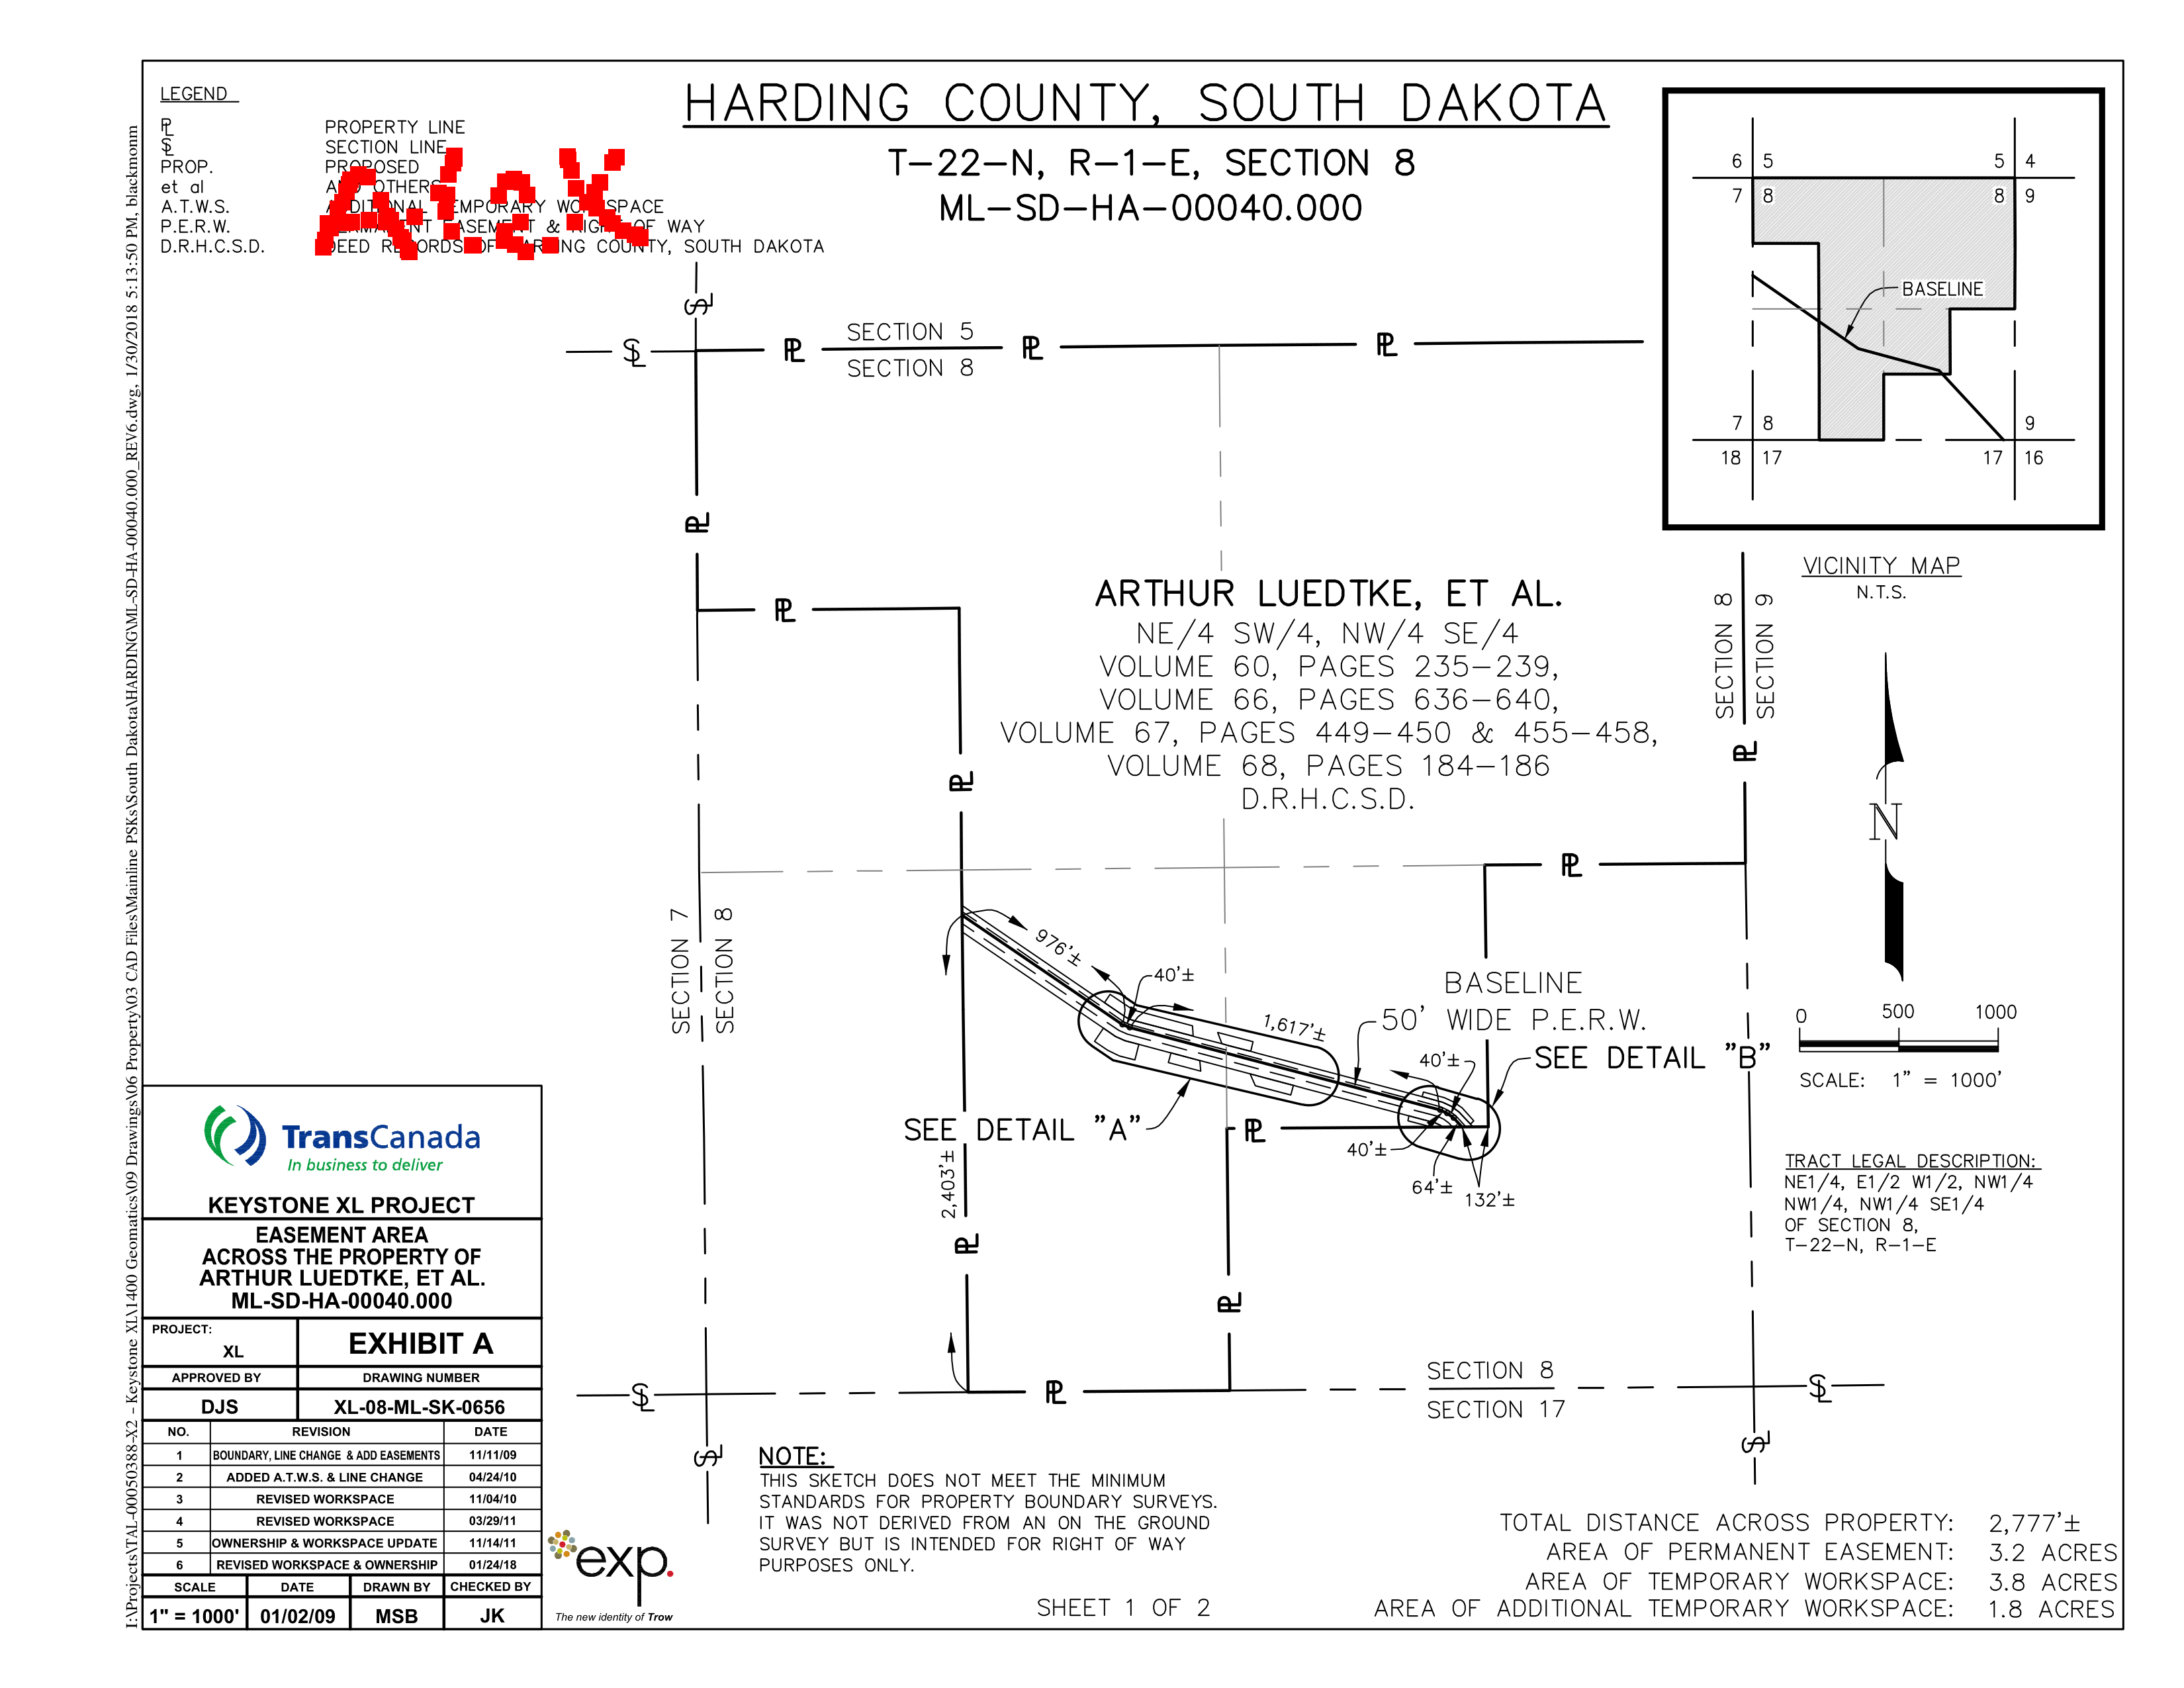 LEGEND
PROPERTY LINE
SECTION LINE
PROP. PROPOSED
et al AND OTHERS
A.T.W.S. ADDITIONAL TEMPORARY WORKSPACE
P.E.R.W. PERMANENT EASEMENT & RIGHT OF WAY
D.R.H.C.S.D. DEED RECORDS OF HARDING COUNTY, SOUTH DAKOTA
HARDING COUNTY, SOUTH DAKOTA
T-22-N, R-1-E, SECTION 8
ML-SD-HA-00040.000
6 5 5 4
7 8 8 9
BASELINE
7 8 9
18 17 17 16
VICINITY MAP
N.T.S.
SECTION 5
SECTION 8
ARTHUR LUEDTKE, ET AL.
NE/4 SW/4, NW/4 SE/4
VOLUME 60, PAGES 235-239,
VOLUME 66, PAGES 636-640,
VOLUME 67, PAGES 449-450 & 455-458,
VOLUME 68, PAGES 184-186
D.R.H.C.S.D.
SECTION 8
SECTION 9
N
SECTION 7
SECTION 8
976'±
40'±
1,617'±
BASELINE
50' WIDE P.E.R.W.
40'±
SEE DETAIL "B"
SEE DETAIL "A"
40'±
64'±
132'±
2,403'±
0 500 1000
SCALE: 1" = 1000'
TRACT LEGAL DESCRIPTION:
NE1/4, E1/2 W1/2, NW1/4
NW1/4, NW1/4 SE1/4
OF SECTION 8,
T-22-N, R-1-E
SECTION 8
SECTION 17
NOTE:
THIS SKETCH DOES NOT MEET THE MINIMUM
STANDARDS FOR PROPERTY BOUNDARY SURVEYS.
IT WAS NOT DERIVED FROM AN ON THE GROUND
SURVEY BUT IS INTENDED FOR RIGHT OF WAY
PURPOSES ONLY.
SHEET 1 OF 2
TOTAL DISTANCE ACROSS PROPERTY: 2,777'±
AREA OF PERMANENT EASEMENT: 3.2 ACRES
AREA OF TEMPORARY WORKSPACE: 3.8 ACRES
AREA OF ADDITIONAL TEMPORARY WORKSPACE: 1.8 ACRES
TransCanada
In business to deliver
KEYSTONE XL PROJECT
EASEMENT AREA
ACROSS THE PROPERTY OF
ARTHUR LUEDTKE, ET AL.
ML-SD-HA-00040.000
PROJECT:
XL
EXHIBIT A
APPROVED BY DRAWING NUMBER
DJS XL-08-ML-SK-0656
NO. REVISION DATE
1 BOUNDARY, LINE CHANGE & ADD EASEMENTS 11/11/09
2 ADDED A.T.W.S. & LINE CHANGE 04/24/10
3 REVISED WORKSPACE 11/04/10
4 REVISED WORKSPACE 03/29/11
5 OWNERSHIP & WORKSPACE UPDATE 11/14/11
6 REVISED WORKSPACE & OWNERSHIP 01/24/18
SCALE DATE DRAWN BY CHECKED BY
1" = 1000' 01/02/09 MSB JK
exp.
The new identity of Trow
I:\Projects\TAL-00050388-X2 - Keystone XL\1400 Geomatics\09 Drawings\06 Property\03 CAD Files\Mainline PSKs\South Dakota\HARDING\ML-SD-HA-00040.000_REV6.dwg, 1/30/2018 5:13:50 PM, blackmonm